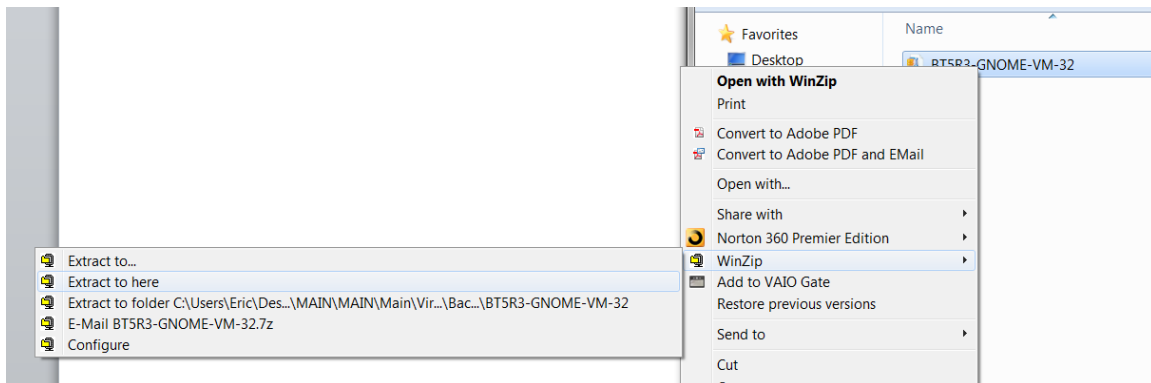 Favorites
Desktop
Name
BT5R3-GNOME-VM-32
Open with WinZip
Print
Convert to Adobe PDF
Convert to Adobe PDF and EMail
Open with...
Share with
Norton 360 Premier Edition
WinZip
Add to VAIO Gate
Restore previous versions
Send to
Cut
Extract to...
Extract to here
Extract to folder C:\Users\Eric\Des...\MAIN\MAIN\Main\Vir...\Bac...\BT5R3-GNOME-VM-32
E-Mail BT5R3-GNOME-VM-32.7z
Configure